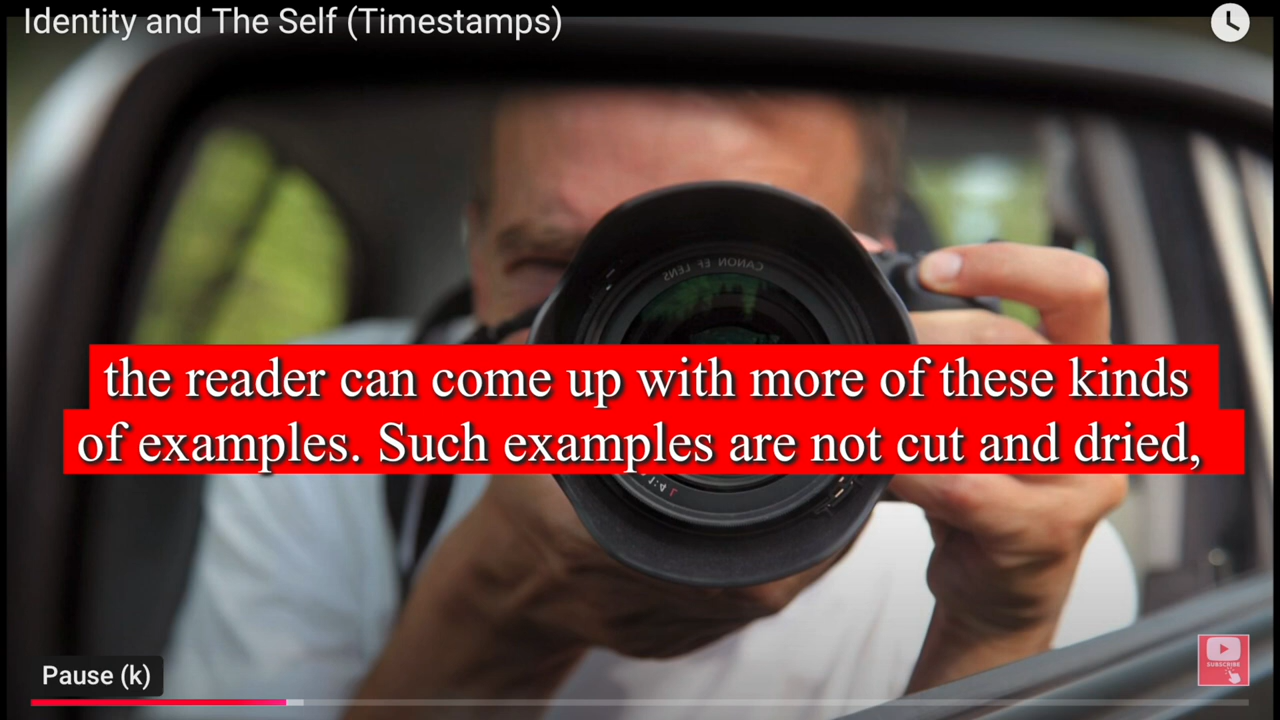 Identity and The Self (Timestamps)
CANON EF LENS
the reader can come up with more of these kinds
of examples. Such examples are not cut and dried,
SUBSCRIBE
Pause (k)